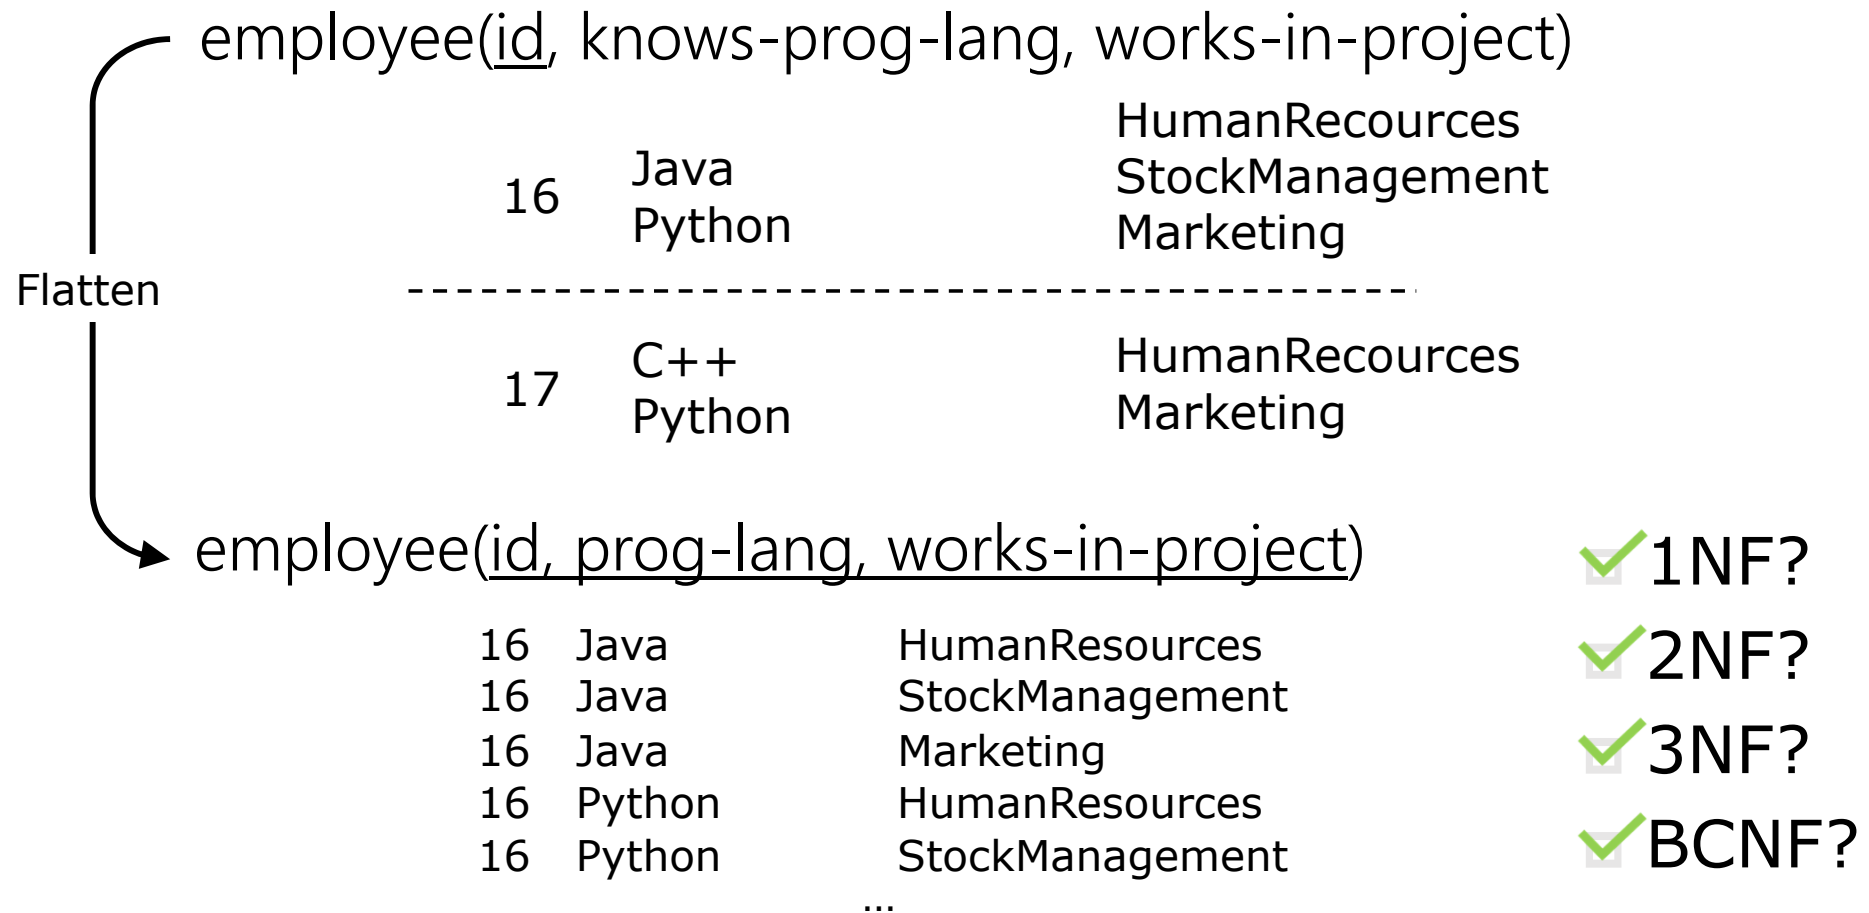 employee(id, knows-prog-lang, works-in-project)
HumanRecources
16 Java StockManagement
Python Marketing
Flatten
C++ HumanRecources
17 Python Marketing
employee(id, prog-lang, works-in-project)
1NF?
16 Java HumanResources
2NF?
16 Java StockManagement
16 Java Marketing
3NF?
16 Python HumanResources
16 Python StockManagement
BCNF?
...